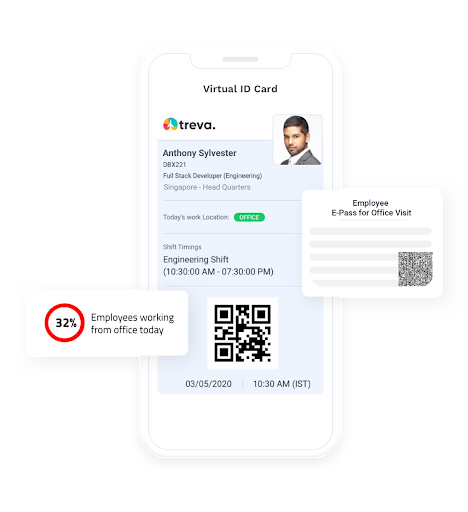 Virtual ID Card
treva.
Anthony Sylvester
DBX221
Full Stack Developer (Engineering)
Singapore - Head Quarters
Today's work Location: OFFICE
Shift Timings
Engineering Shift
(10:30:00 AM - 07:30:00 PM)
03/05/2020 10:30 AM (IST)
Employee
E-Pass for Office Visit
32%
Employees working
from office today